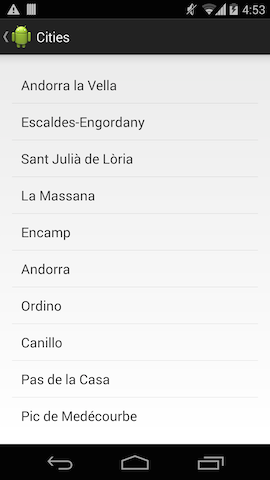 4:53
Cities
Andorra la Vella
Escaldes-Engordany
Sant Julià de Lòria
La Massana
Encamp
Andorra
Ordino
Canillo
Pas de la Casa
Pic de Medécourbe